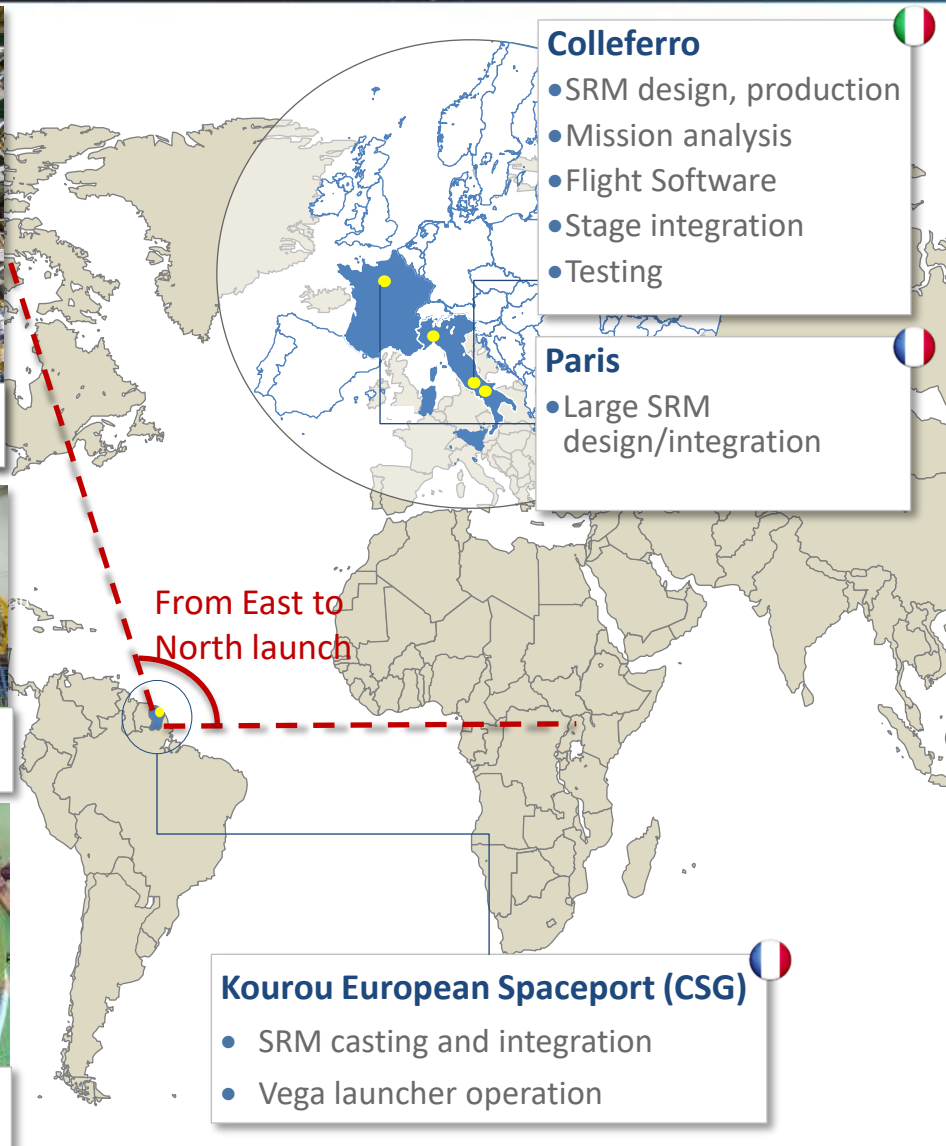 Colleferro
•SRM design, production
•Mission analysis
•Flight Software
•Stage integration
•Testing
Paris
•Large SRM
design/integration
From East to
North launch
Kourou European Spaceport (CSG)
• SRM casting and integration
• Vega launcher operation